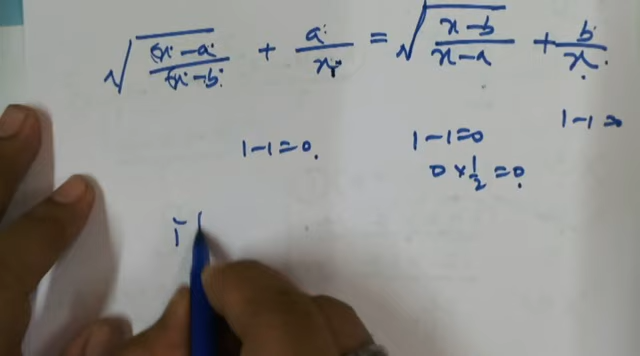 √(x-a)/(x-b) + a/x = √(x-b)/(x-a) + b/x
1-1=0.
1-1=0
1-1=
0×1/2=0.